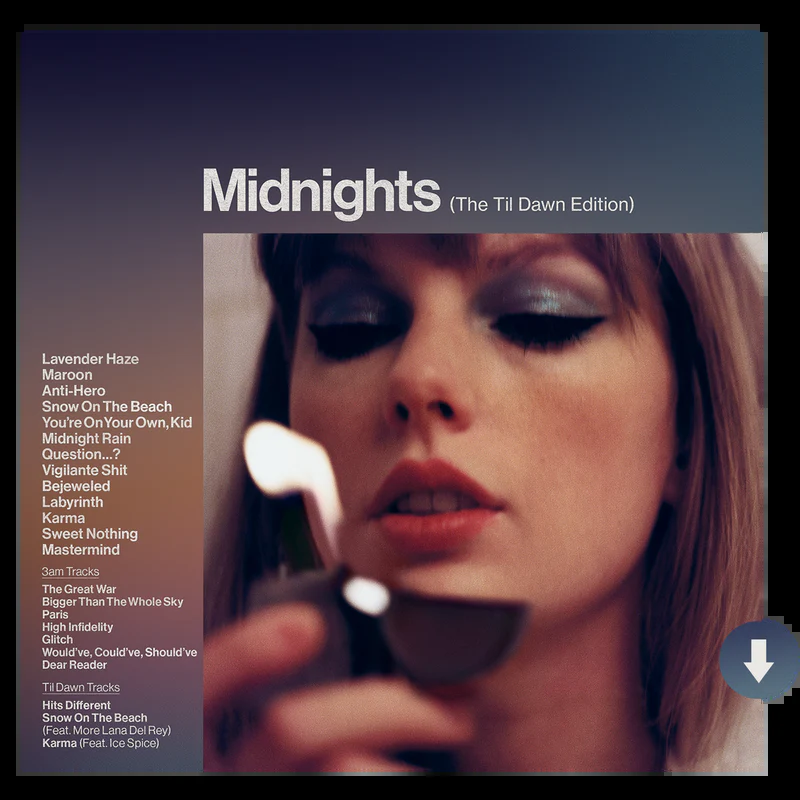 Midnights (The Til Dawn Edition)
Lavender Haze
Maroon
Anti-Hero
Snow On The Beach
You're On Your Own, Kid
Midnight Rain
Question...?
Vigilante Shit
Bejeweled
Labyrinth
Karma
Sweet Nothing
Mastermind
3am Tracks
The Great War
Bigger Than The Whole Sky
Paris
High Infidelity
Glitch
Would've, Could've, Should've
Dear Reader
Til Dawn Tracks
Hits Different
Snow On The Beach
(Feat. More Lana Del Rey)
Karma (Feat. Ice Spice)